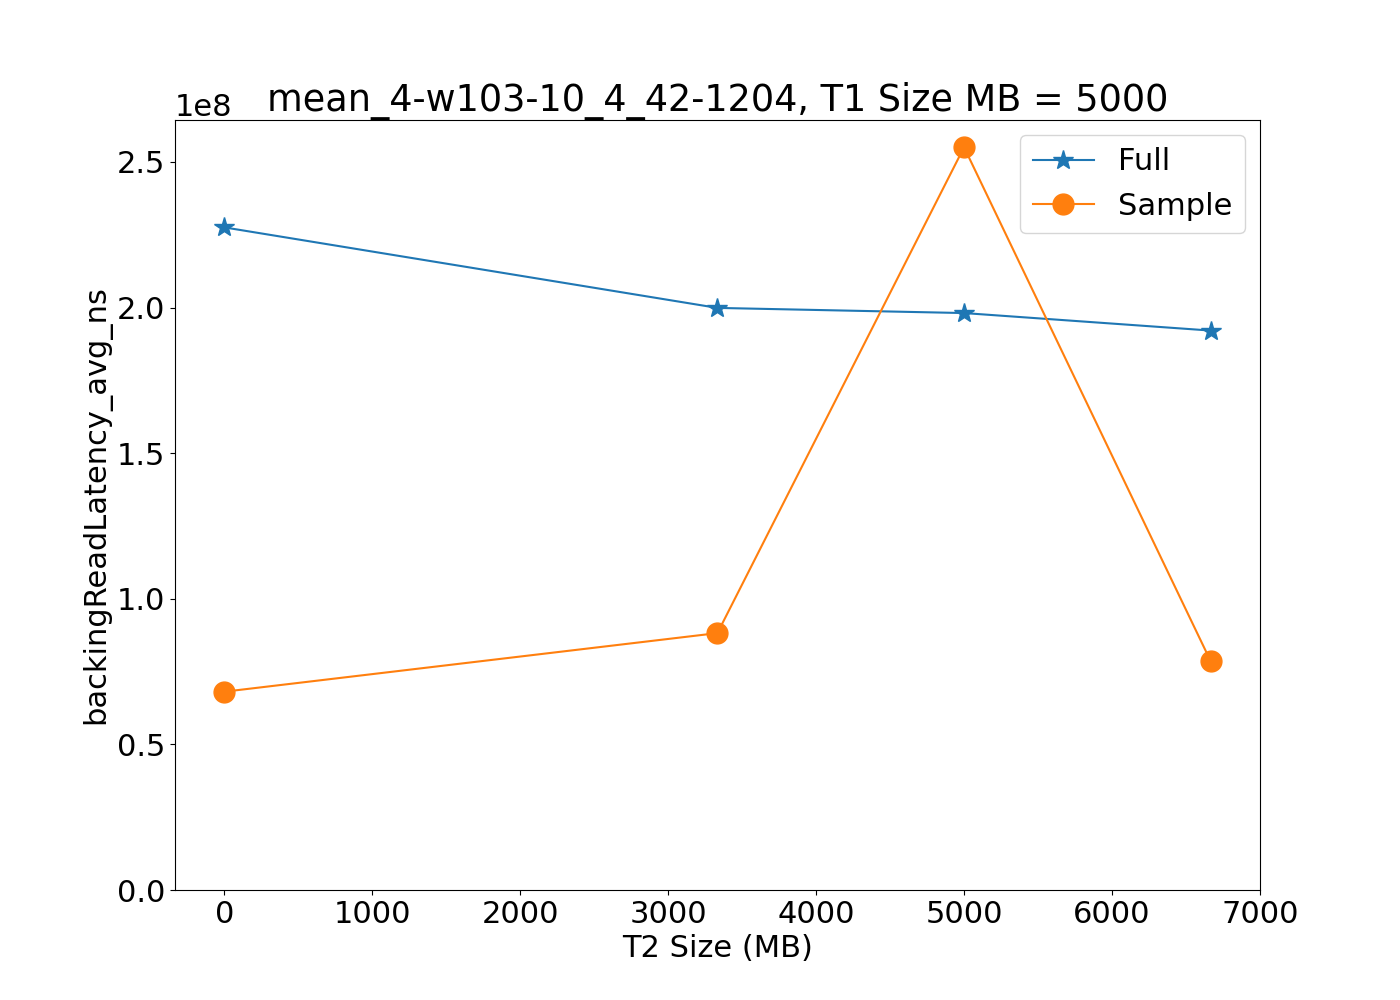 1e8
mean_4-w103-10_4_42-1204, T1 Size MB = 5000
Full
Sample
2.5
2.0
1.5
1.0
0.5
0.0
backingReadLatency_avg_ns
0 1000 2000 3000 4000 5000 6000 7000
T2 Size (MB)